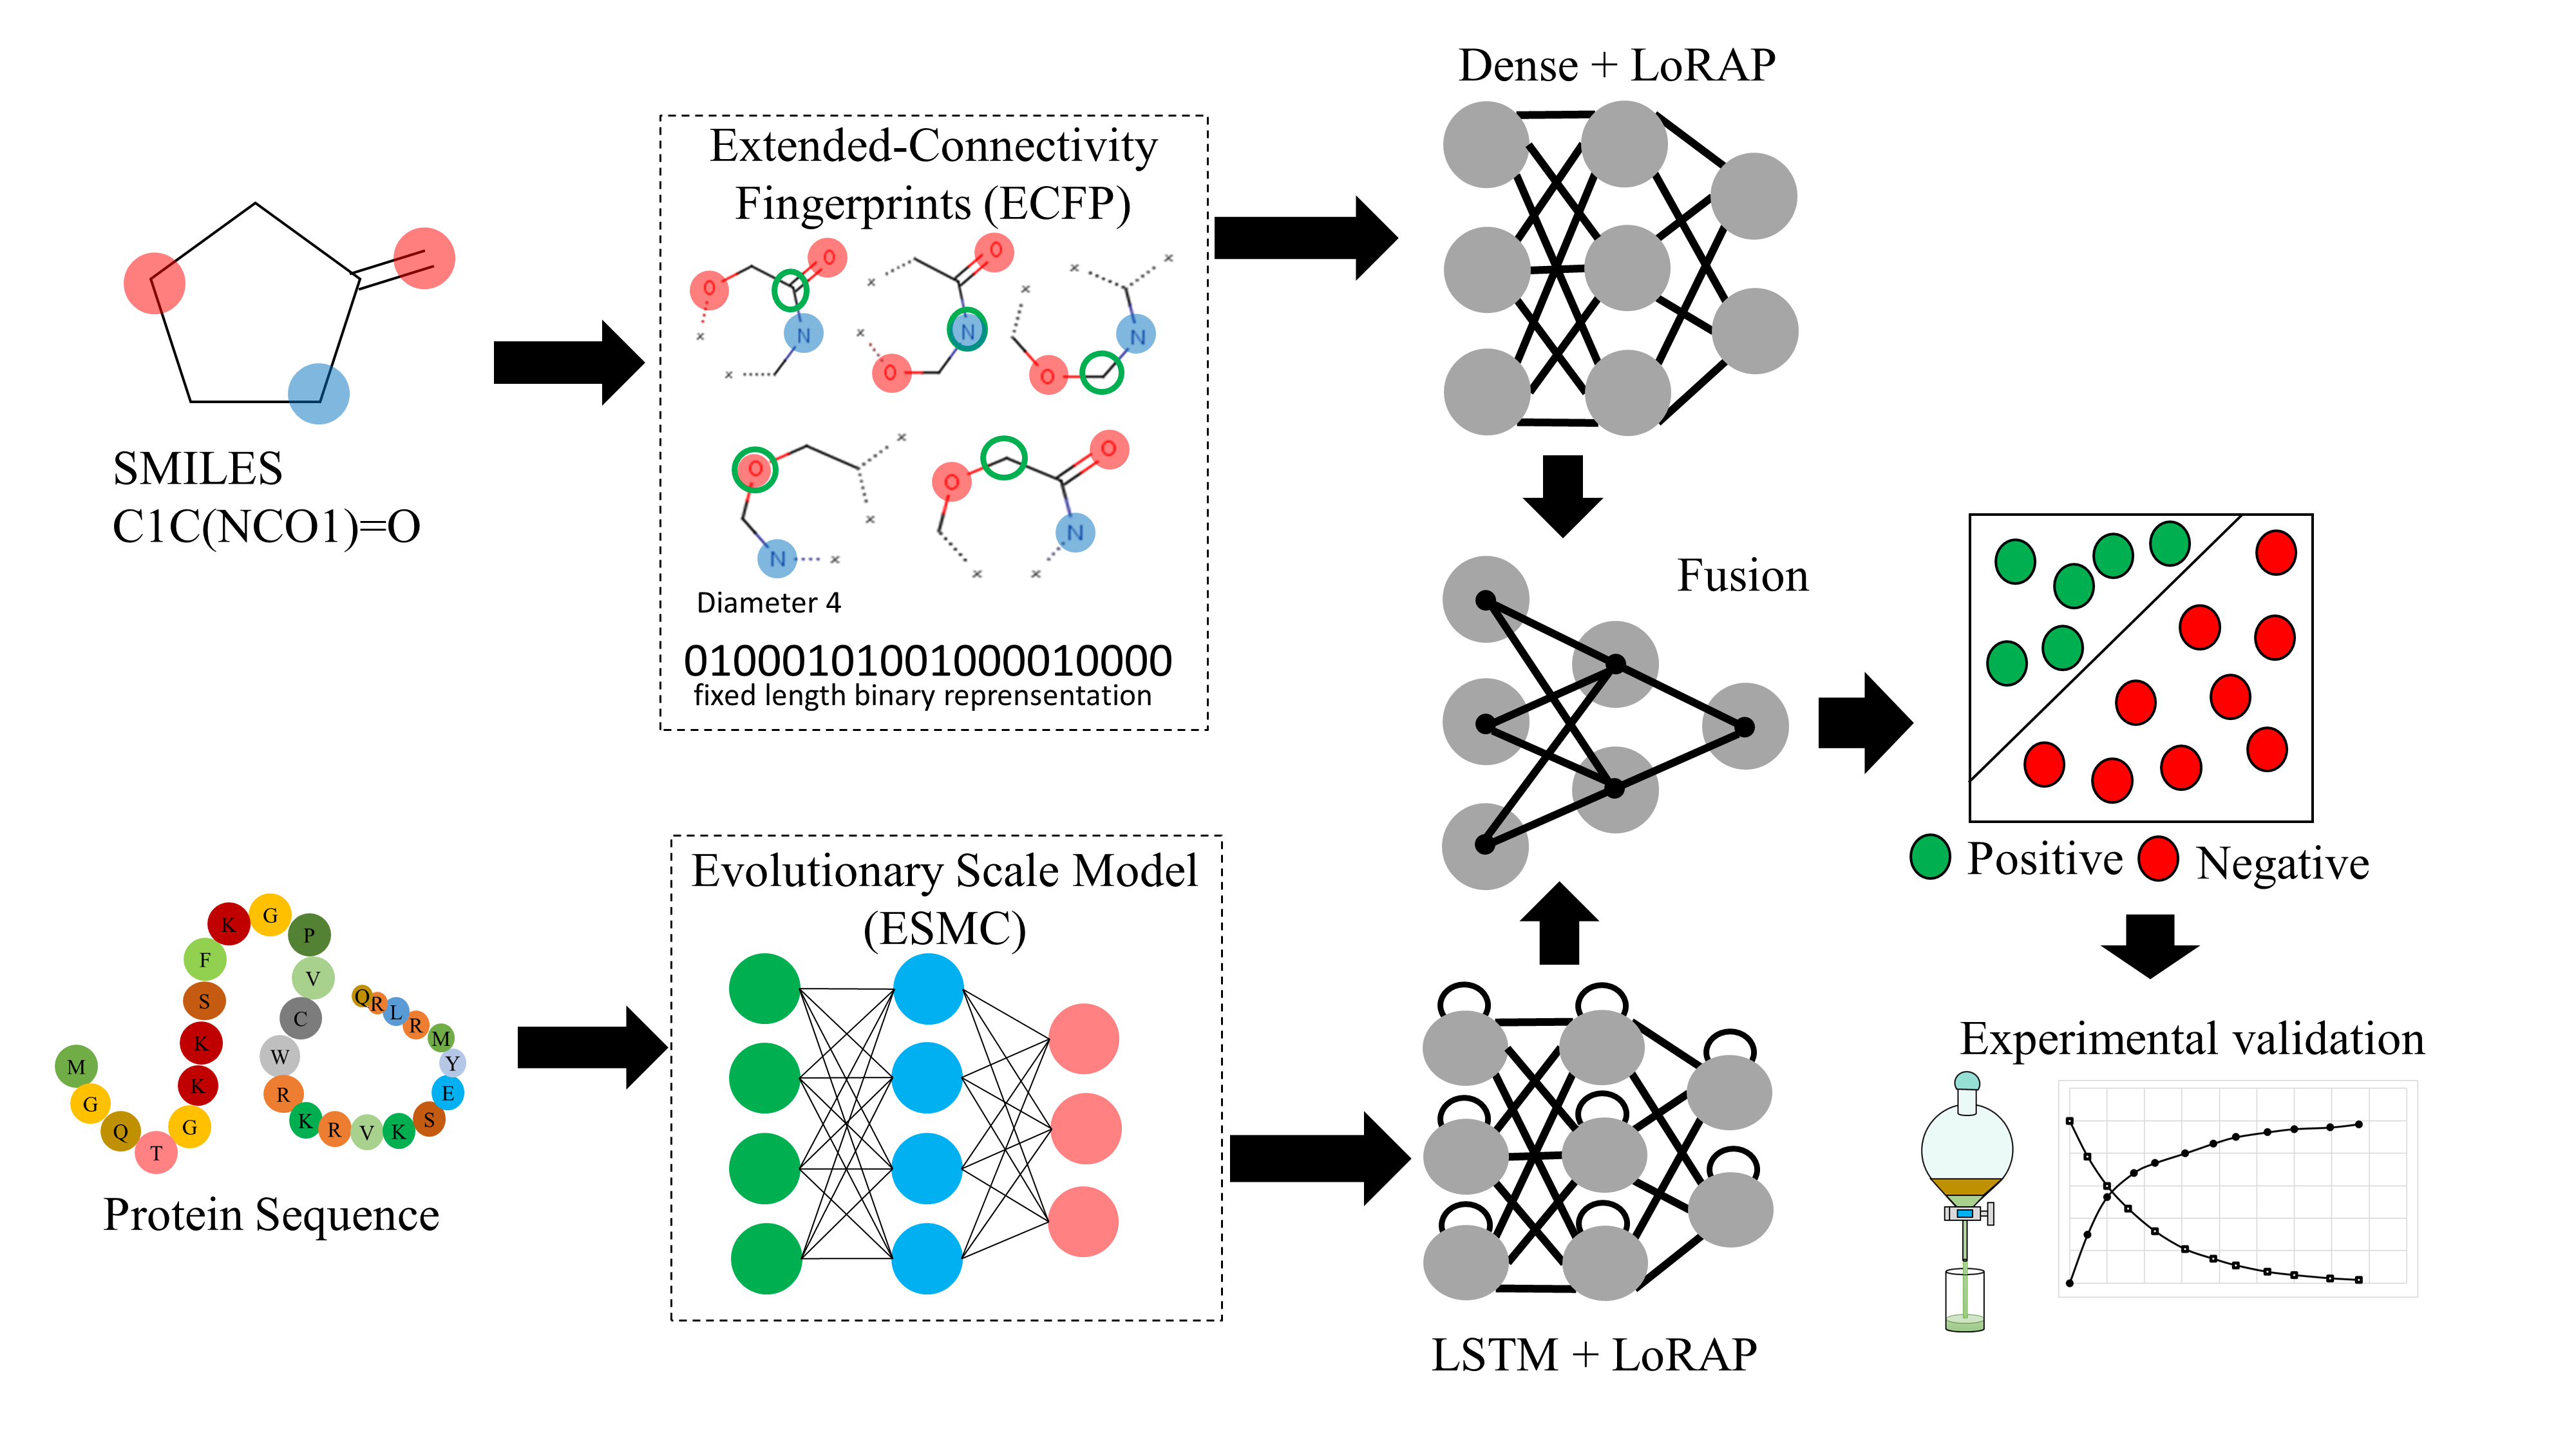 Dense + LoRAP
Extended-Connectivity
Fingerprints (ECFP)
O
O
x
N
x
O
x
N
x
O
x
x
x
N
O
O
x
x
N
x
O
O
N
x
x
Diameter 4
01000101001000010000
fixed length binary reprensentation
SMILES
C1C(NCO1)=O
Fusion
Positive
Negative
Evolutionary Scale Model
(ESMC)
M
G
Q
T
G
K
K
S
F
K
G
P
V
C
W
R
K
R
V
K
S
E
Y
M
R
L
R
Q
Protein Sequence
LSTM + LoRAP
Experimental validation